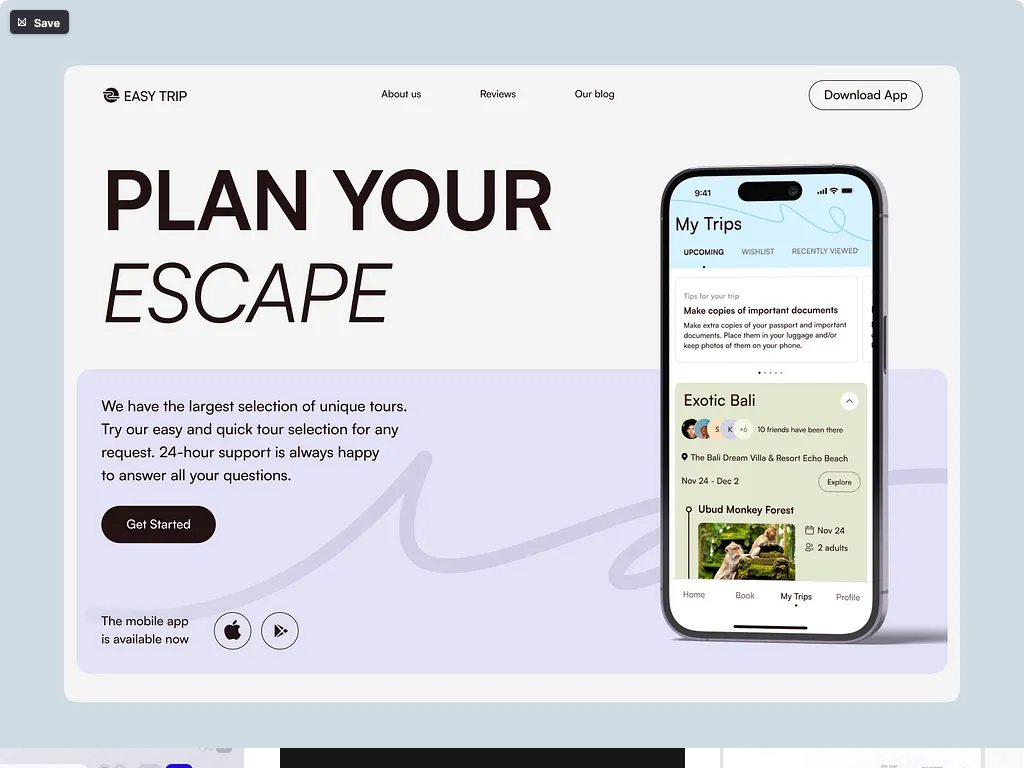 Save
EASY TRIP
About us
Reviews
Our blog
Download App
PLAN YOUR
ESCAPE
We have the largest selection of unique tours.
Try our easy and quick tour selection for any
request. 24-hour support is always happy
to answer all your questions.
Get Started
The mobile app
is available now
9:41
My Trips
UPCOMING
WISHLIST
RECENTLY VIEWED
Tips for your trip
Make copies of important documents
Make extra copies of your passport and important
documents. Place them in your luggage and/or
keep photos of them on your phone.
Exotic Bali
S
K
+6
10 friends have been there
The Bali Dream Villa & Resort Echo Beach
Nov 24 - Dec 2
Explore
Ubud Monkey Forest
Nov 24
2 adults
Home
Book
My Trips
Profile